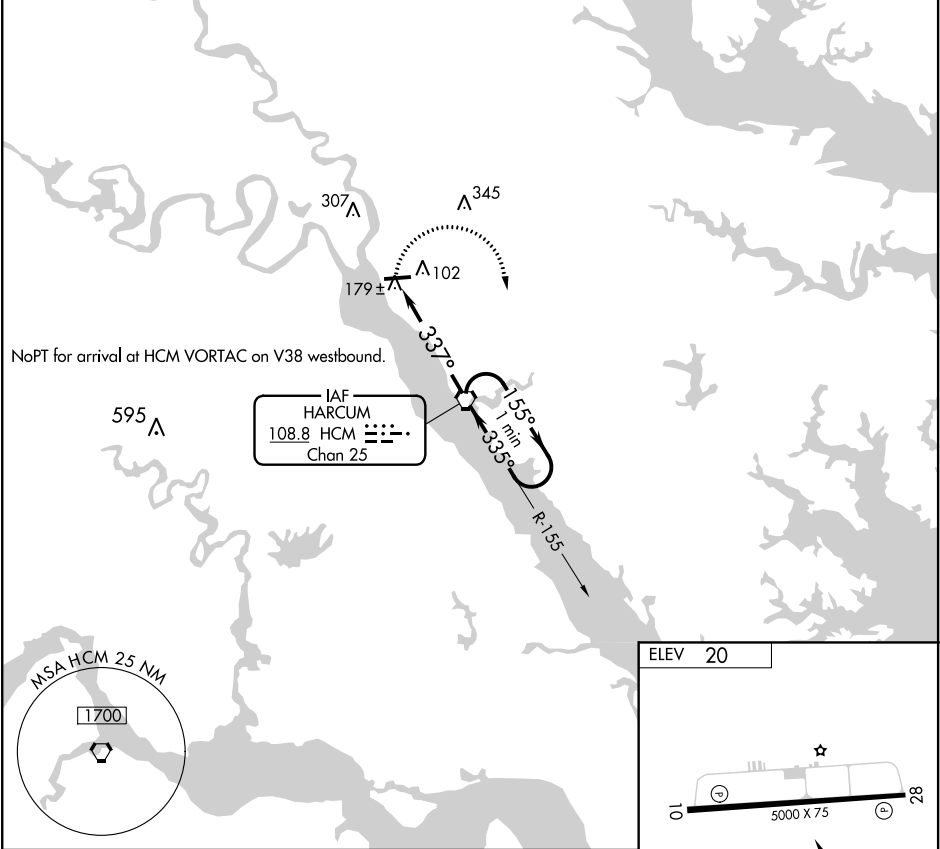 307
345
102
179±
337°
NoPT for arrival at HCM VORTAC on V38 westbound.
IAF
HARCUM
108.8 HCM
Chan 25
595
155°
1 min
335°
R-155
MSA HCM 25 NM
1700
ELEV 20
P
10
5000 X 75
P
28